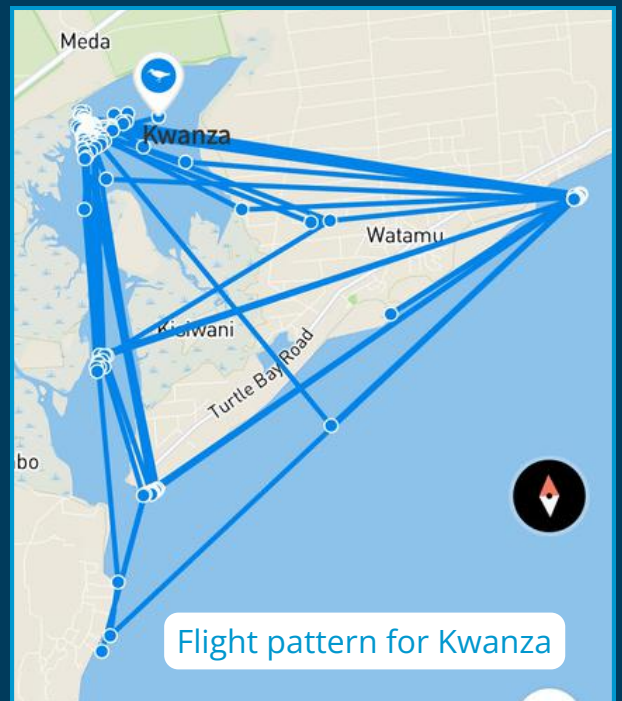 Meda
Kwanza
Watamu
Kisiwani
Turtle Bay Road
bo
Flight pattern for Kwanza